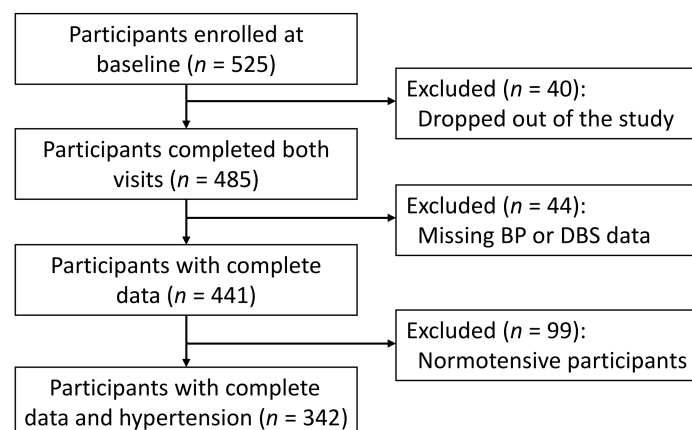 Participants enrolled at
baseline (n = 525)
Excluded (n = 40):
Dropped out of the study
Participants completed both
visits (n = 485)
Excluded (n = 44):
Missing BP or DBS data
Participants with complete
data (n = 441)
Excluded (n = 99):
Normotensive participants
Participants with complete
data and hypertension (n = 342)